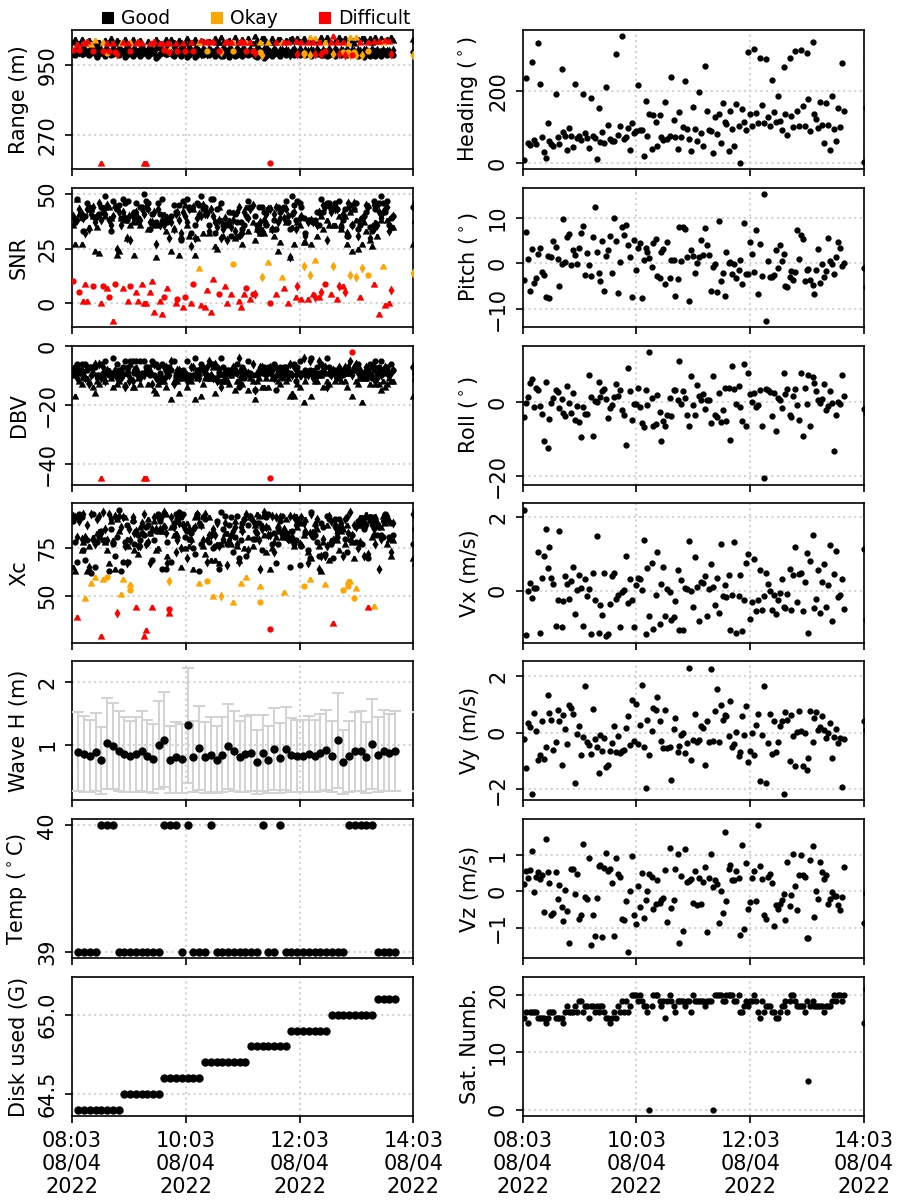 Good Okay Difficult
Range (m)
950
270
Heading (°)
200
0
SNR
50
25
0
Pitch (°)
10
0
−10
DBV
0
−20
−40
Roll (°)
0
−20
Xc
75
50
Vx (m/s)
2
0
Wave H (m)
2
1
Vy (m/s)
2
0
−2
Temp (°C)
40
39
Vz (m/s)
1
0
−1
Disk used (G)
65.0
64.5
Sat. Numb.
20
10
0
08:03 10:03 12:03 14:03
08/04 08/04 08/04 08/04
2022 2022 2022 2022
08:03 10:03 12:03 14:03
08/04 08/04 08/04 08/04
2022 2022 2022 2022